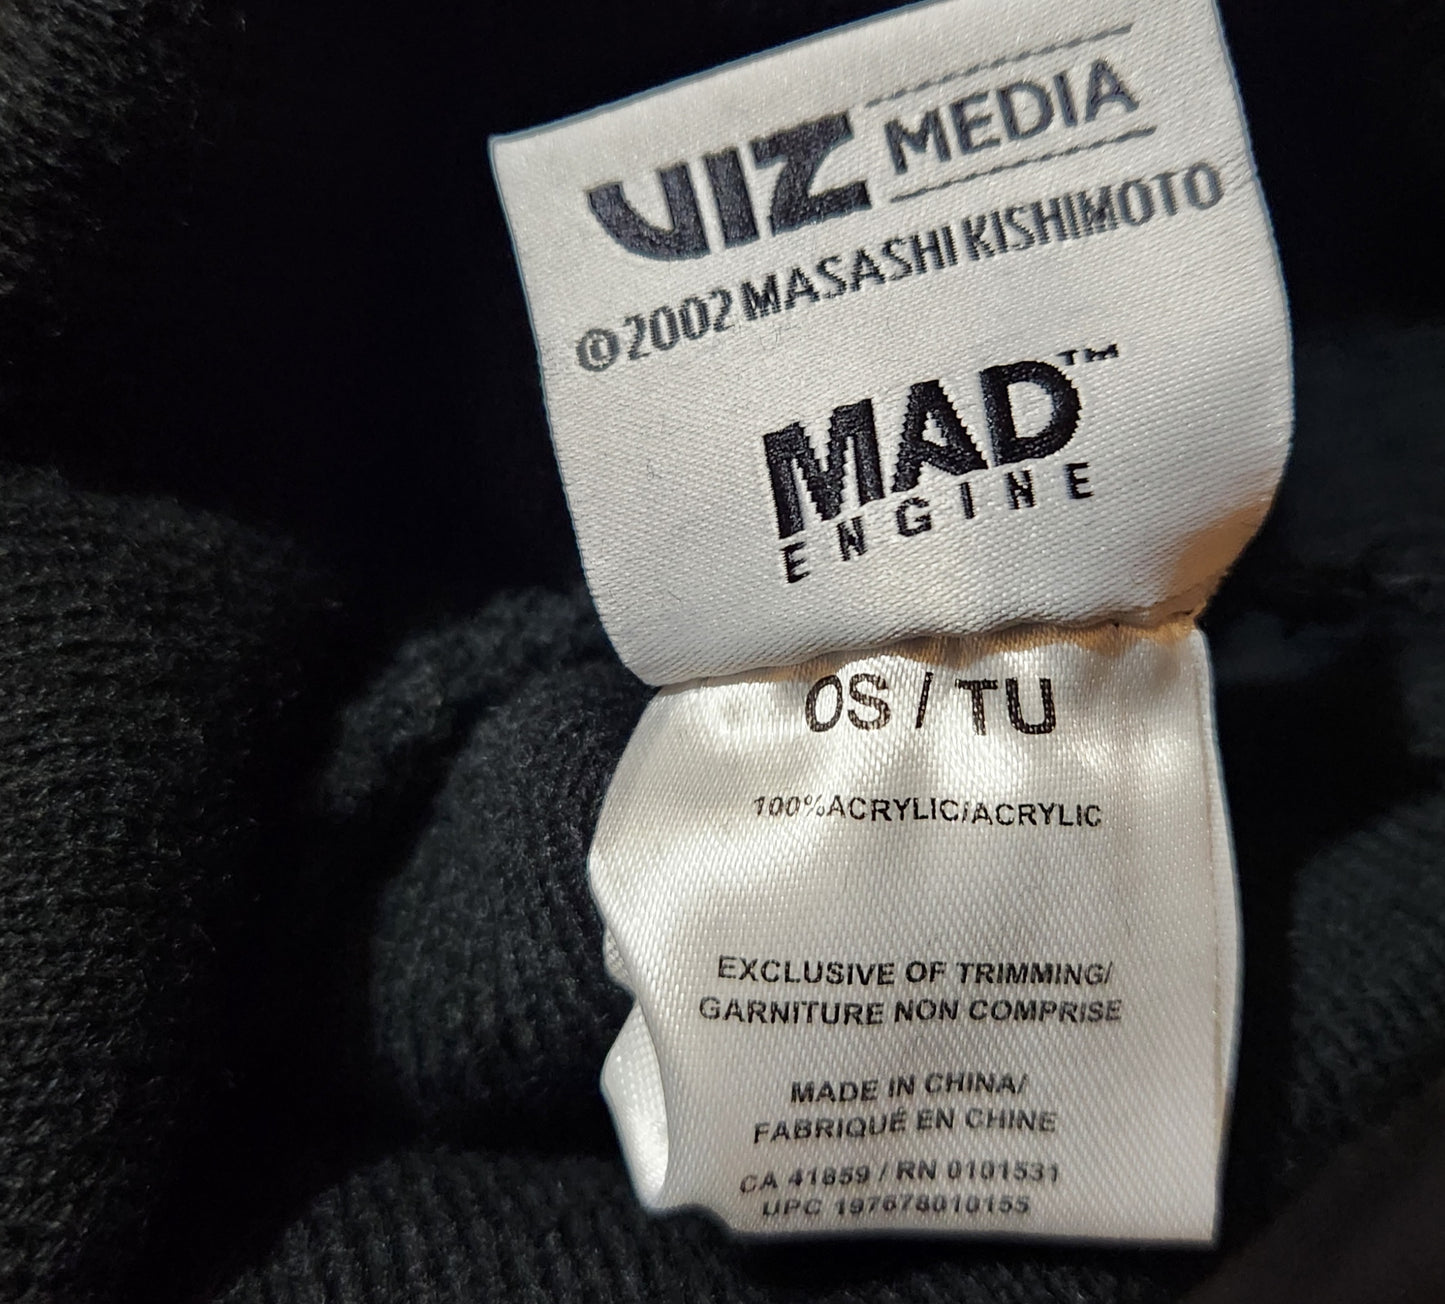 VIZ MEDIA
©2002 MASASHI KISHIMOTO
MAD™
ENGINE
OS / TU
100%ACRYLIC/ACRYLIC
EXCLUSIVE OF TRIMMING/
GARNITURE NON COMPRISE
MADE IN CHINA/
FABRIQUÉ EN CHINE
CA 41859 / RN 0101531
UPC 197678010155